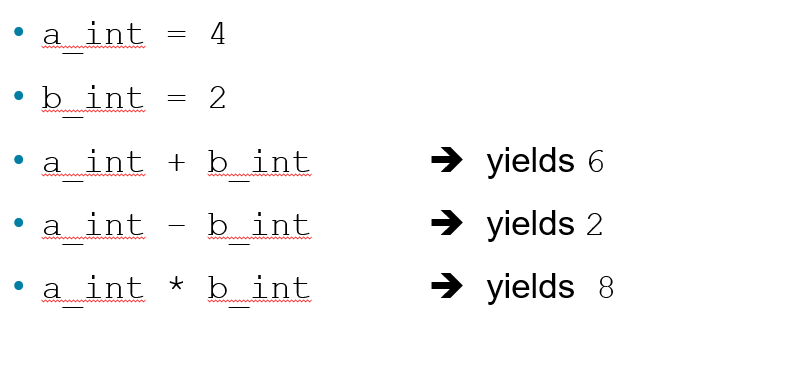 • a_int = 4
• b_int = 2
• a_int + b_int ➔ yields 6
• a_int - b_int ➔ yields 2
• a_int * b_int ➔ yields 8